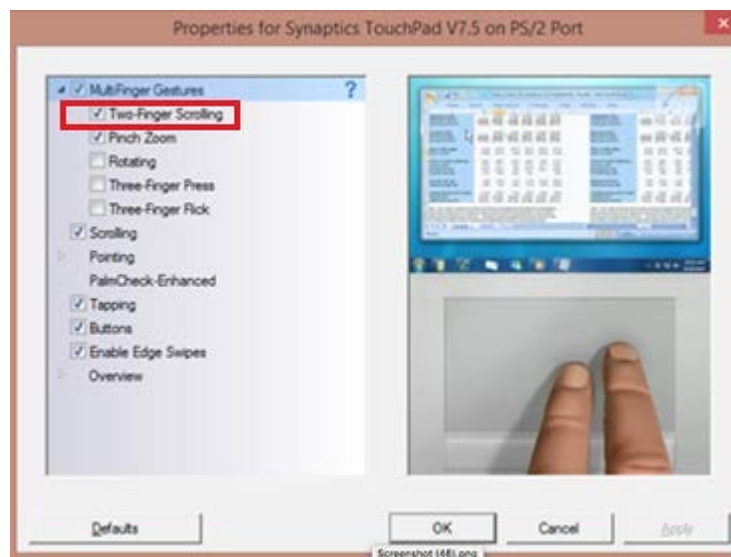 Properties for Synaptics TouchPad V7.5 on PS/2 Port
MultiFinger Gestures
?
Two-Finger Scrolling
Pinch Zoom
Rotating
Three-Finger Press
Three-Finger Flick
Scrolling
Pointing
PalmCheck-Enhanced
Tapping
Buttons
Enable Edge Swipes
Overview
Defaults
OK
Cancel
Apply
Screenshot (46).png